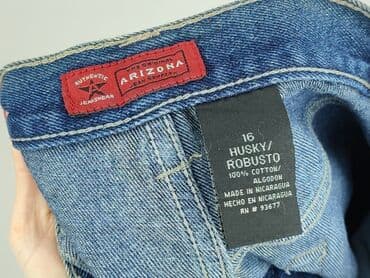 AUTHENTIC
JEANSWEAR
ARIZONA
16
HUSKY/
ROBUSTO
100% COTTON/
ALGODON
MADE IN NICARAGUA
HECHO EN NICARAGUA
RN # 93677